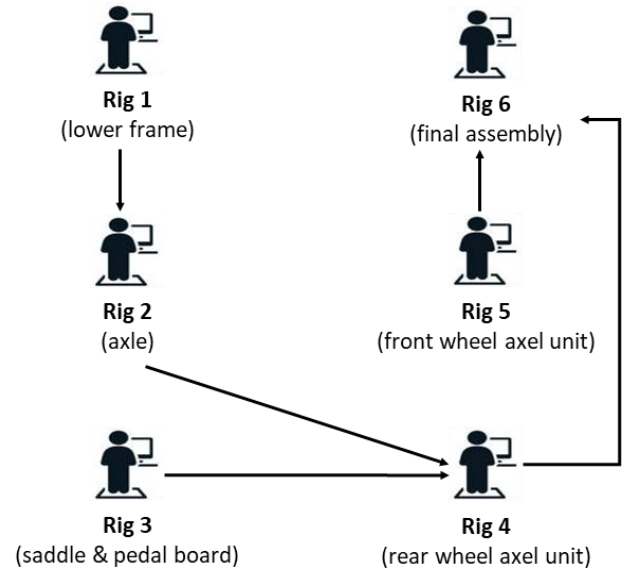 Rig 1
(lower frame)
Rig 6
(final assembly)
Rig 2
(axle)
Rig 5
(front wheel axel unit)
Rig 3
(saddle & pedal board)
Rig 4
(rear wheel axel unit)